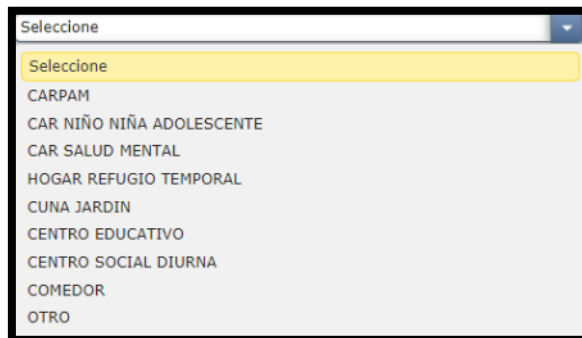 Seleccione
Seleccione
CARPAM
CAR NIÑO NIÑA ADOLESCENTE
CAR SALUD MENTAL
HOGAR REFUGIO TEMPORAL
CUNA JARDIN
CENTRO EDUCATIVO
CENTRO SOCIAL DIURNA
COMEDOR
OTRO